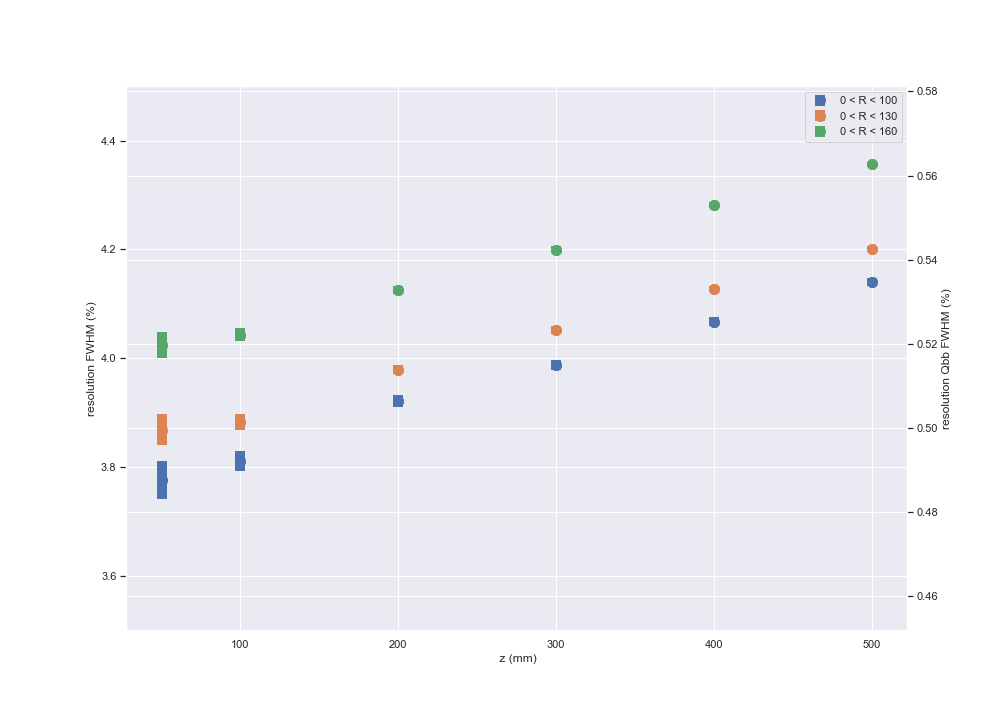 0 < R < 100
0 < R < 130
0 < R < 160
4.4
4.2
4.0
3.8
3.6
resolution FWHM (%)
0.58
0.56
0.54
0.52
0.50
0.48
0.46
resolution Qbb FWHM (%)
100 200 300 400 500
z (mm)